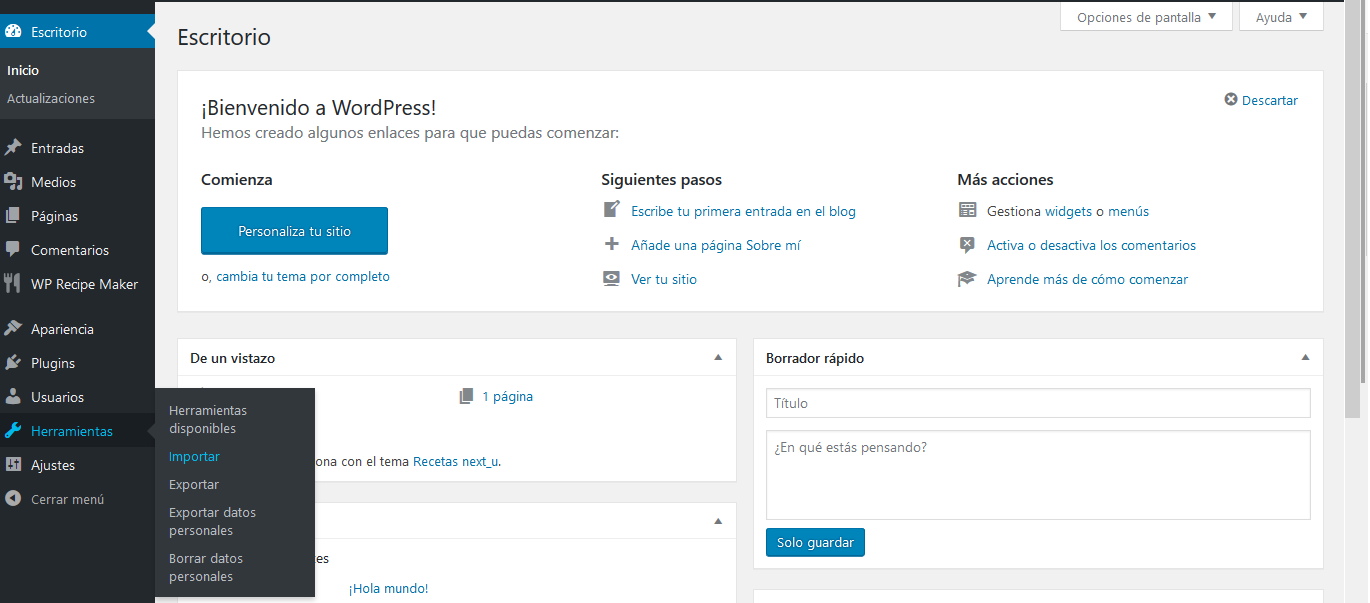 Escritorio
Inicio
Actualizaciones
Entradas
Medios
Páginas
Comentarios
WP Recipe Maker
Apariencia
Plugins
Usuarios
Herramientas
Ajustes
Cerrar menú
Herramientas
disponibles
Importar
Exportar
Exportar datos
personales
Borrar datos
personales
Opciones de pantalla
Ayuda
Escritorio
¡Bienvenido a WordPress!
Descartar
Hemos creado algunos enlaces para que puedas comenzar:
Comienza
Personaliza tu sitio
o, cambia tu tema por completo
Siguientes pasos
Escribe tu primera entrada en el blog
Añade una página Sobre mí
Ver tu sitio
Más acciones
Gestiona widgets o menús
Activa o desactiva los comentarios
Aprende más de cómo comenzar
De un vistazo
1 página
ona con el tema Recetas next_u.
tes
¡Hola mundo!
Borrador rápido
Título
¿En qué estás pensando?
Solo guardar